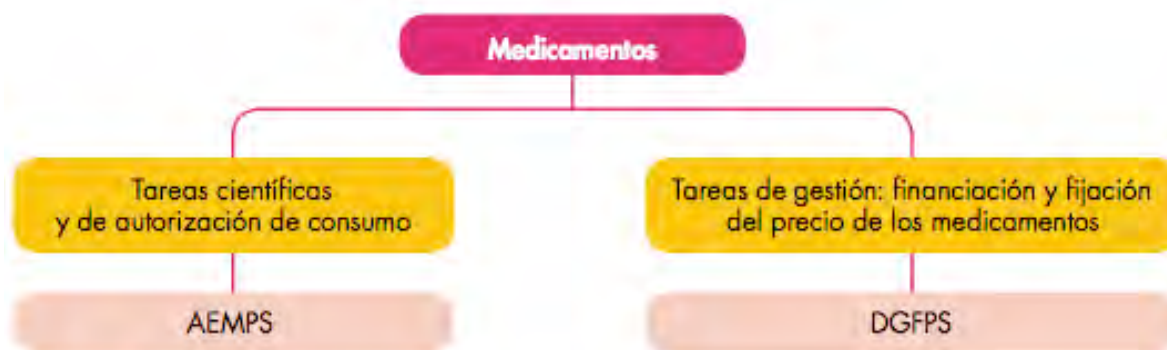 Medicamentos
Tareas científicas
y de autorización de consumo
Tareas de gestión: financiación y fijación
del precio de los medicamentos
AEMPS
DGFPS